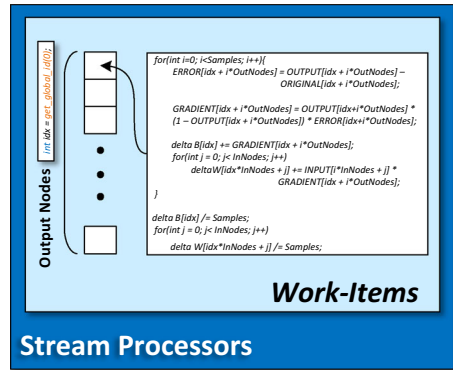 int idx = get_global_id(0);
Output Nodes
for(int i=0; i<Samples; i++){
ERROR[idx + i*OutNodes] = OUTPUT[idx + i*OutNodes] –
ORIGINAL[idx + i*OutNodes];
GRADIENT[idx + i*OutNodes] = OUTPUT[idx+i*OutNodes] *
(1 – OUTPUT[idx + i*OutNodes]) * ERROR[idx+i*OutNodes];
delta B[idx] += GRADIENT[idx + i*OutNodes];
for(int j = 0; j< InNodes; j++)
deltaW[idx*InNodes + j] += INPUT[i*InNodes + j] *
GRADIENT[idx + i*OutNodes];
}
delta B[idx] /= Samples;
for(int j = 0; j< InNodes; j++)
delta W[idx*InNodes + j] /= Samples;
Work-Items
Stream Processors